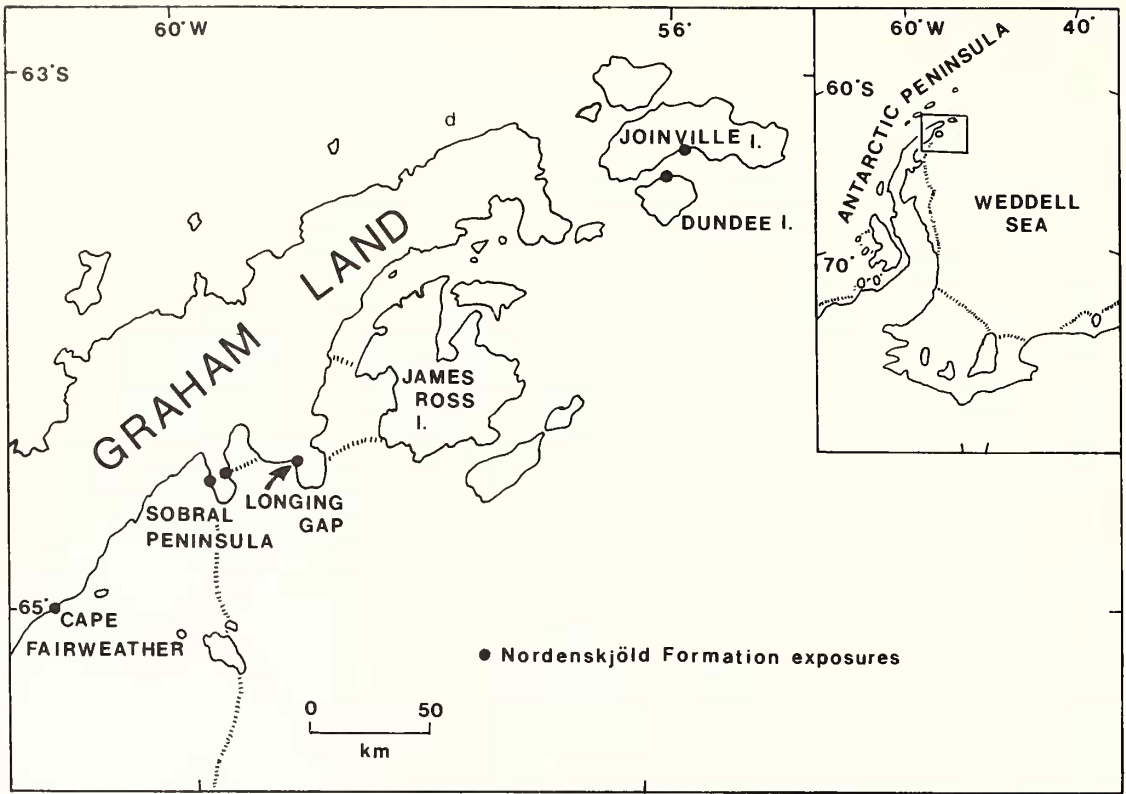 60°W
56°
63°S
d
JOINVILLE I.
DUNDEE I.
GRAHAM LAND
JAMES
ROSS
I.
LONGING
GAP
SOBRAL
PENINSULA
65°
CAPE
FAIRWEATHER
● Nordenskjöld Formation exposures
0 50
km
60°W
40°
60°S
ANTARCTIC PENINSULA
WEDDELL
SEA
70°